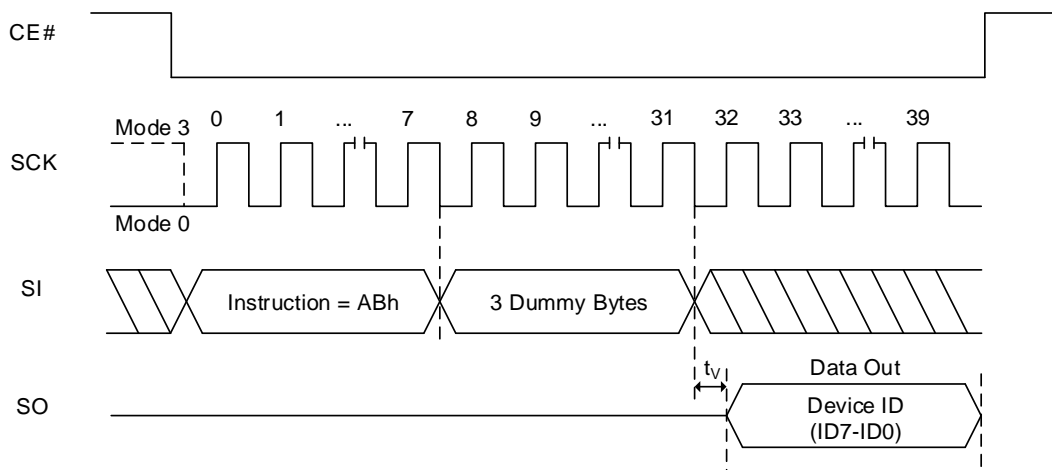 CE#
0 1 ... 7 8 9 ... 31 32 33 ... 39
Mode 3
SCK
Mode 0
SI
Instruction = ABh
3 Dummy Bytes
tV
Data Out
SO
Device ID
(ID7-ID0)